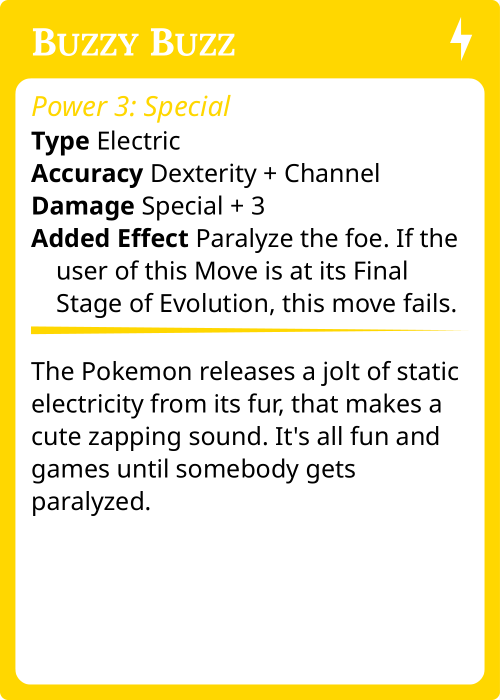 Buzzy Buzz
Power 3: Special
Type Electric
Accuracy Dexterity + Channel
Damage Special + 3
Added Effect Paralyze the foe. If the
user of this Move is at its Final
Stage of Evolution, this move fails.
The Pokemon releases a jolt of static
electricity from its fur, that makes a
cute zapping sound. It's all fun and
games until somebody gets
paralyzed.